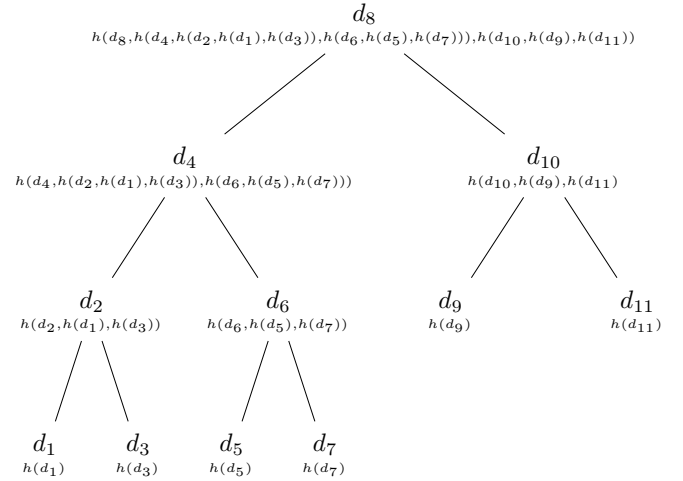 d₈
h(d₈,h(d₄,h(d₂,h(d₁),h(d₃)),h(d₆,h(d₅),h(d₇))),h(d₁₀,h(d₉),h(d₁₁))
d₄ d₁₀
h(d₄,h(d₂,h(d₁),h(d₃)),h(d₆,h(d₅),h(d₇))) h(d₁₀,h(d₉),h(d₁₁)
d₂ d₆ d₉ d₁₁
h(d₂,h(d₁),h(d₃)) h(d₆,h(d₅),h(d₇)) h(d₉) h(d₁₁)
d₁ d₃ d₅ d₇
h(d₁) h(d₃) h(d₅) h(d₇)